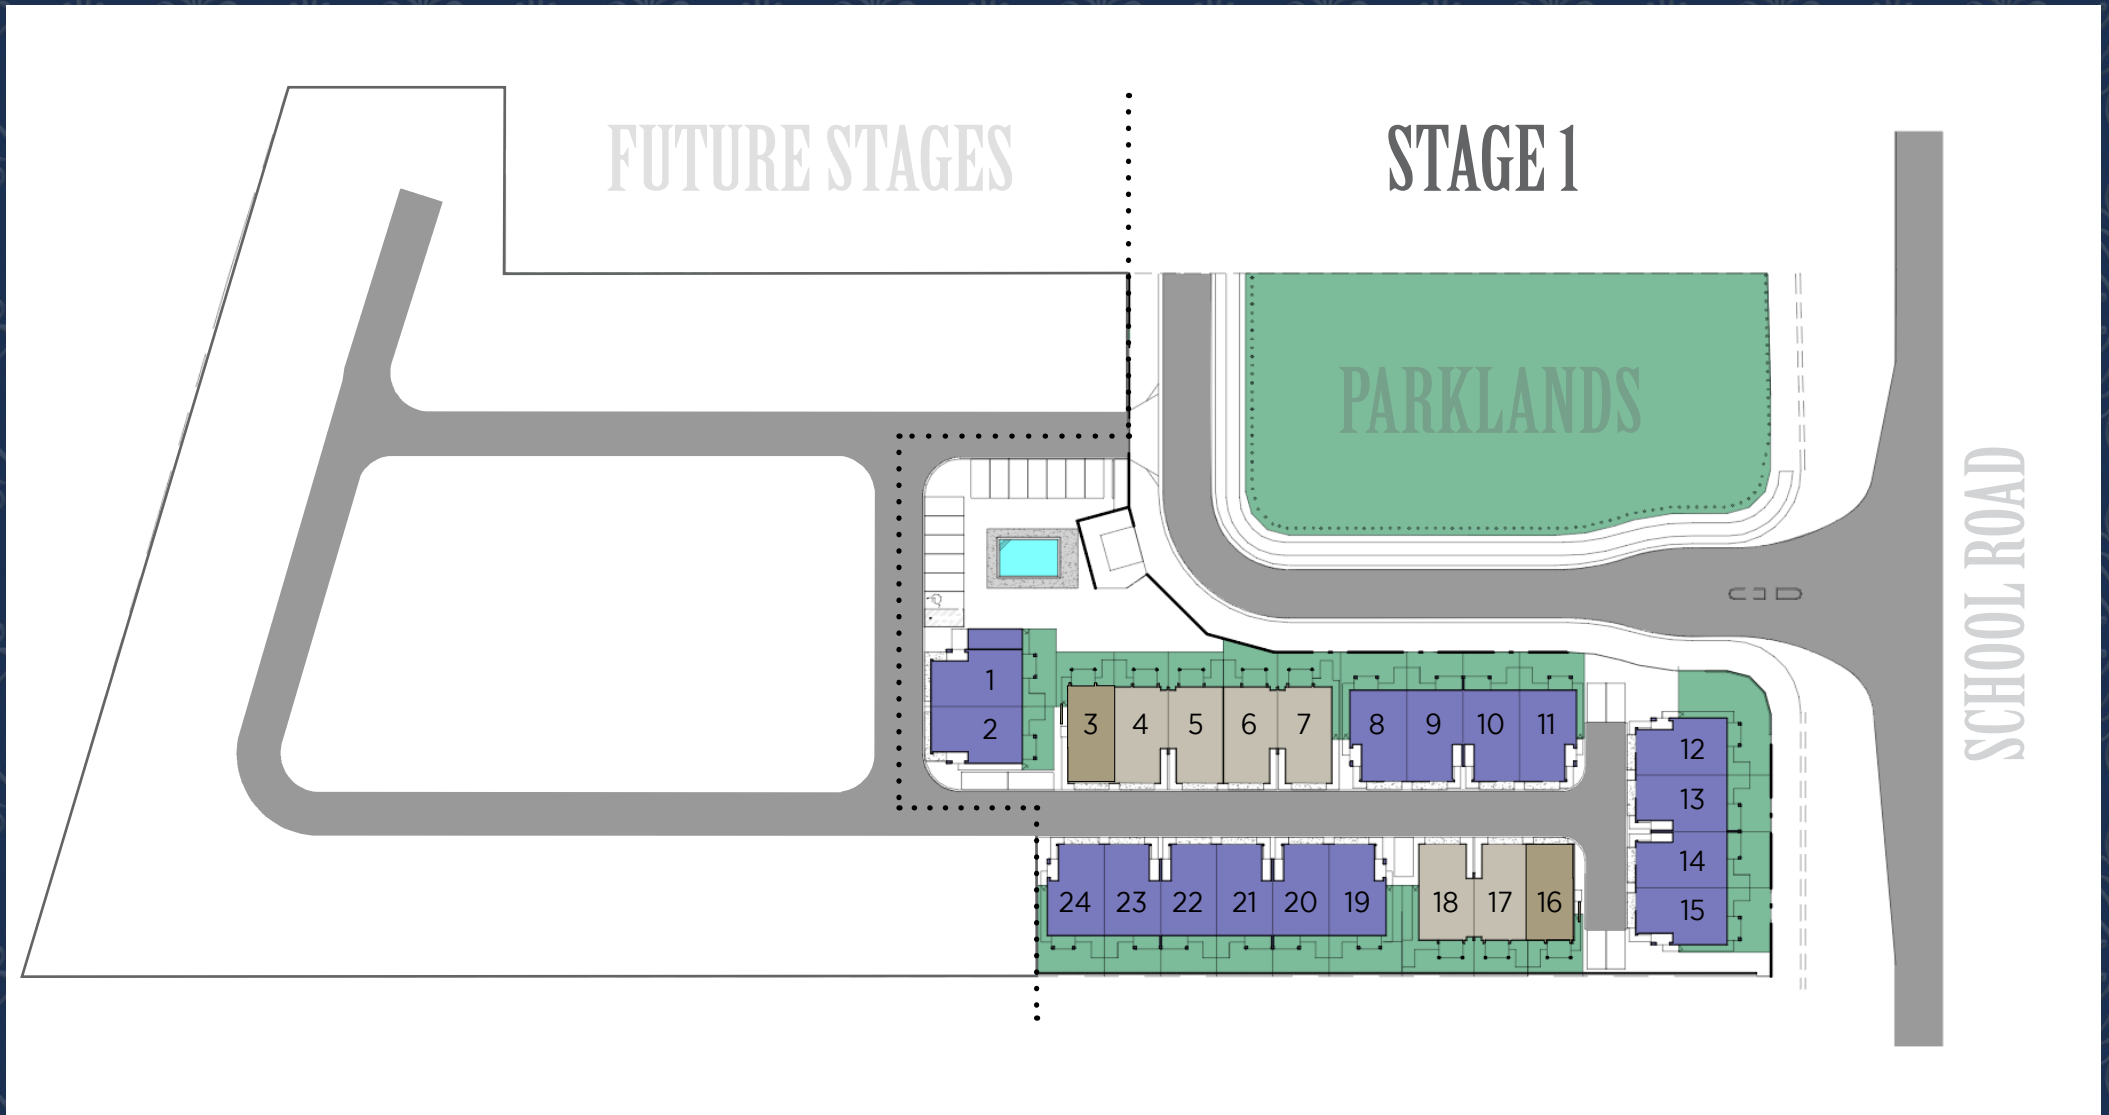 FUTURE STAGES
STAGE 1
PARKLANDS
SCHOOL ROAD
1
2
3 4 5 6 7 8 9 10 11
12
13
14
15
24 23 22 21 20 19 18 17 16